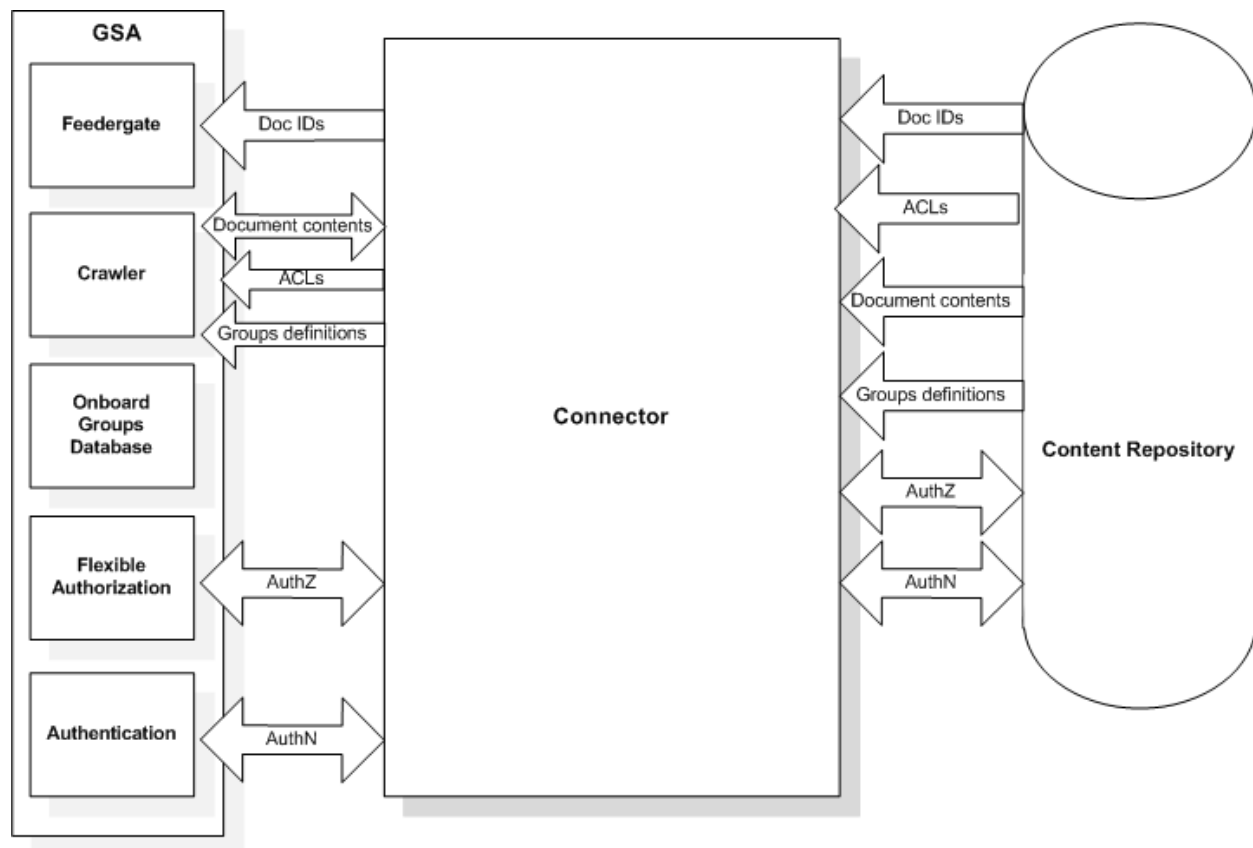 GSA
Feedergate
Crawler
Onboard
Groups
Database
Flexible
Authorization
Authentication
Doc IDs
Document contents
ACLs
Groups definitions
AuthZ
AuthN
Connector
Doc IDs
ACLs
Document contents
Groups definitions
AuthZ
AuthN
Content Repository